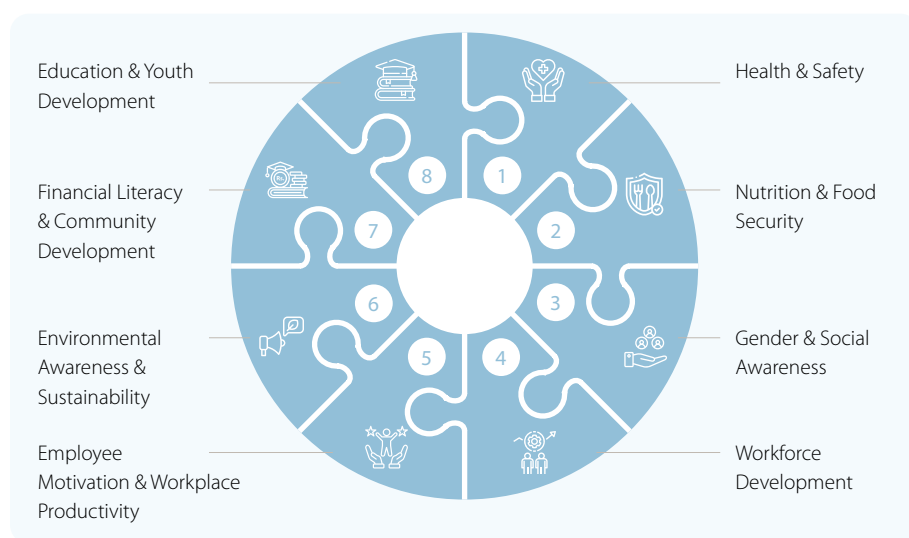 Education & Youth
Development
Financial Literacy
& Community
Development
Environmental
Awareness &
Sustainability
Employee
Motivation & Workplace
Productivity
8
1
7
2
6
3
5
4
Rs.
Health & Safety
Nutrition & Food
Security
Gender & Social
Awareness
Workforce
Development